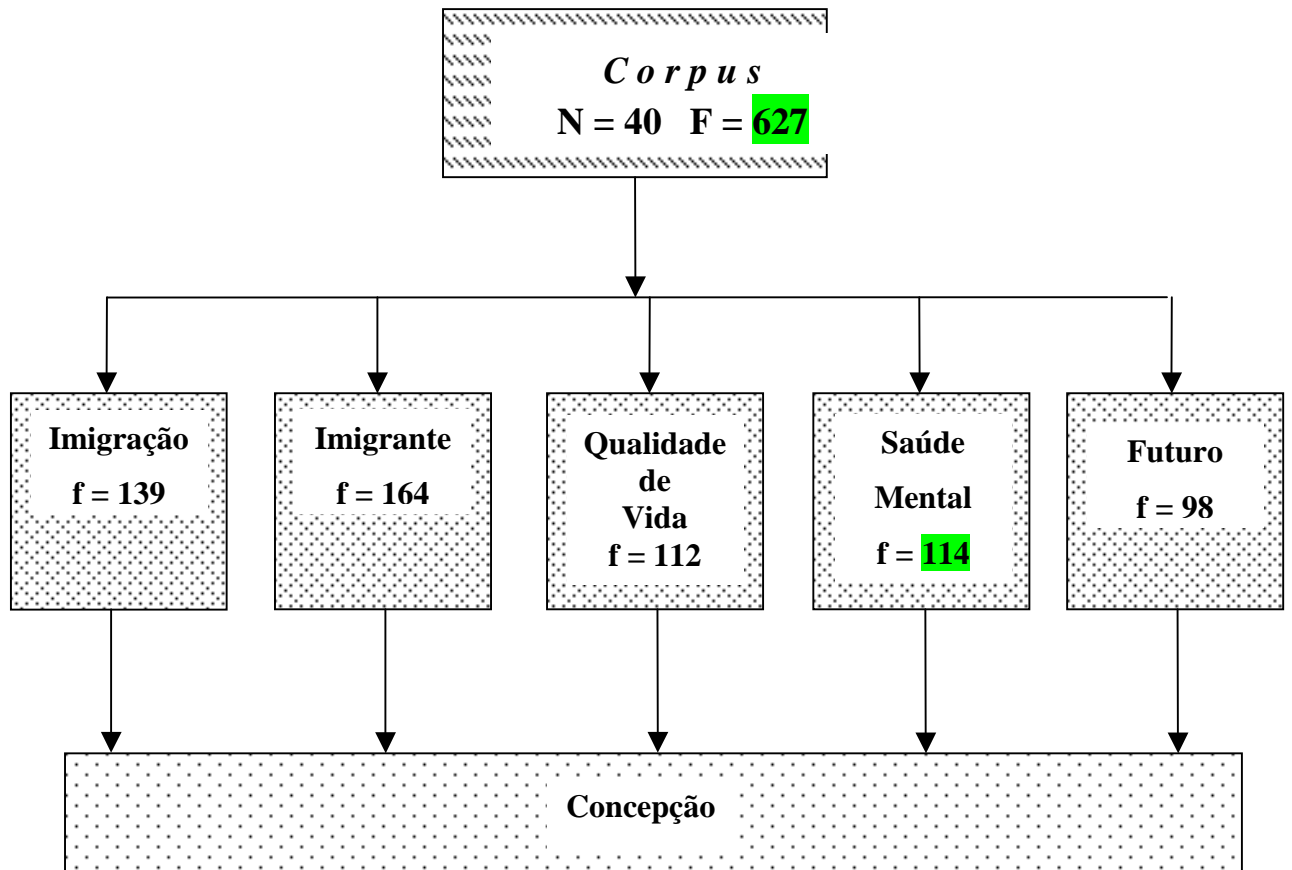 C o r p u s
N = 40 F = 627
Imigração
f = 139
Imigrante
f = 164
Qualidade
de
Vida
f = 112
Saúde
Mental
f = 114
Futuro
f = 98
Concepção